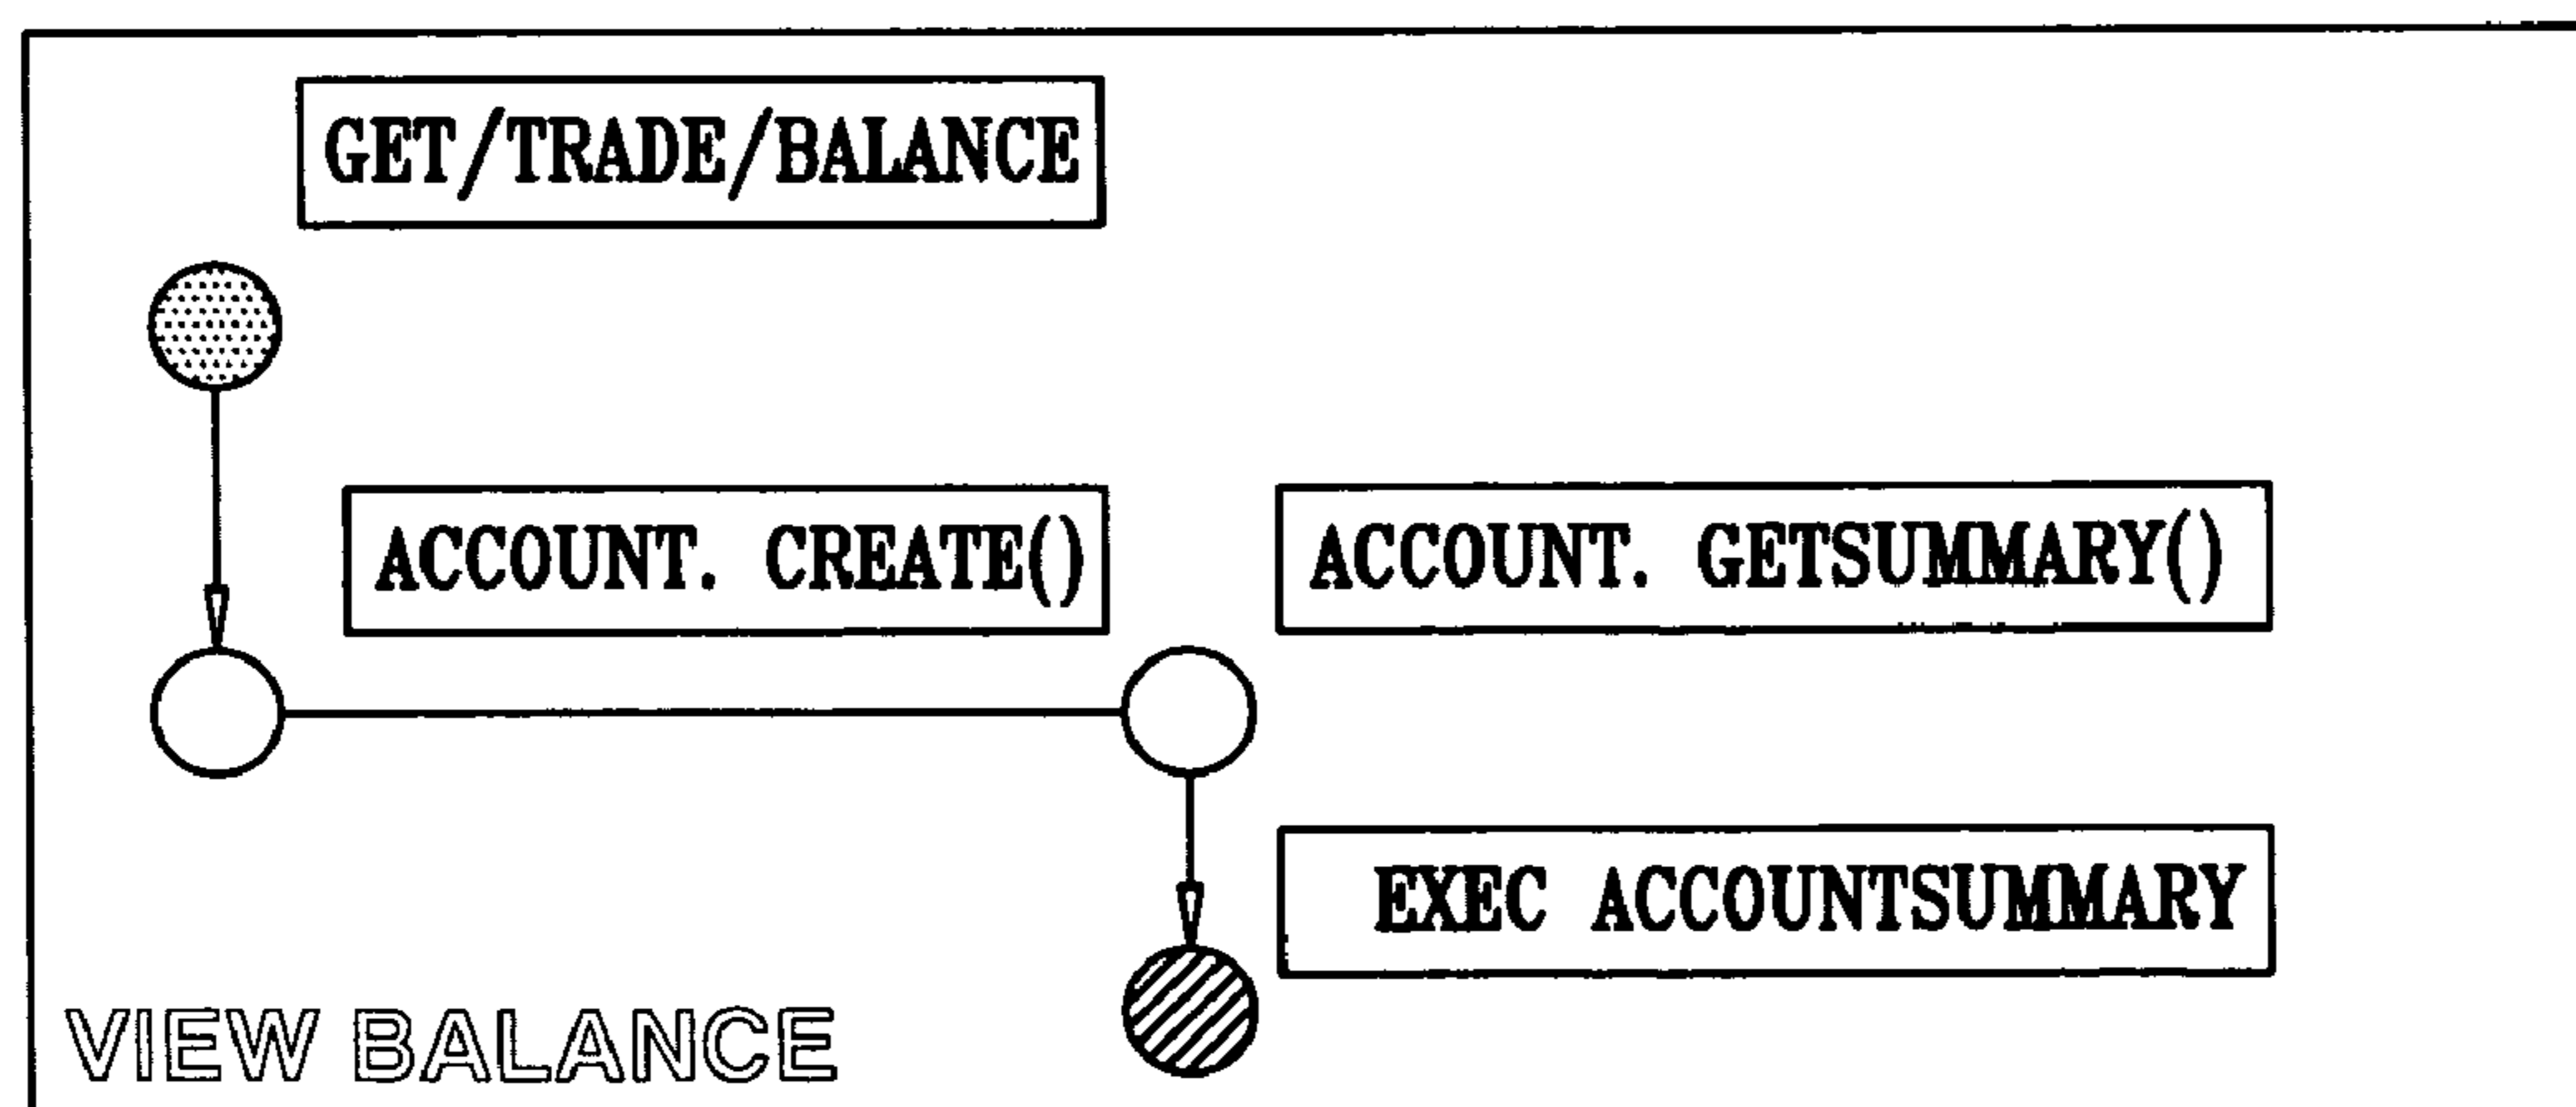 GET/TRADE/BALANCE
ACCOUNT. CREATE()
ACCOUNT. GETSUMMARY()
EXEC ACCOUNTSUMMARY
VIEW BALANCE